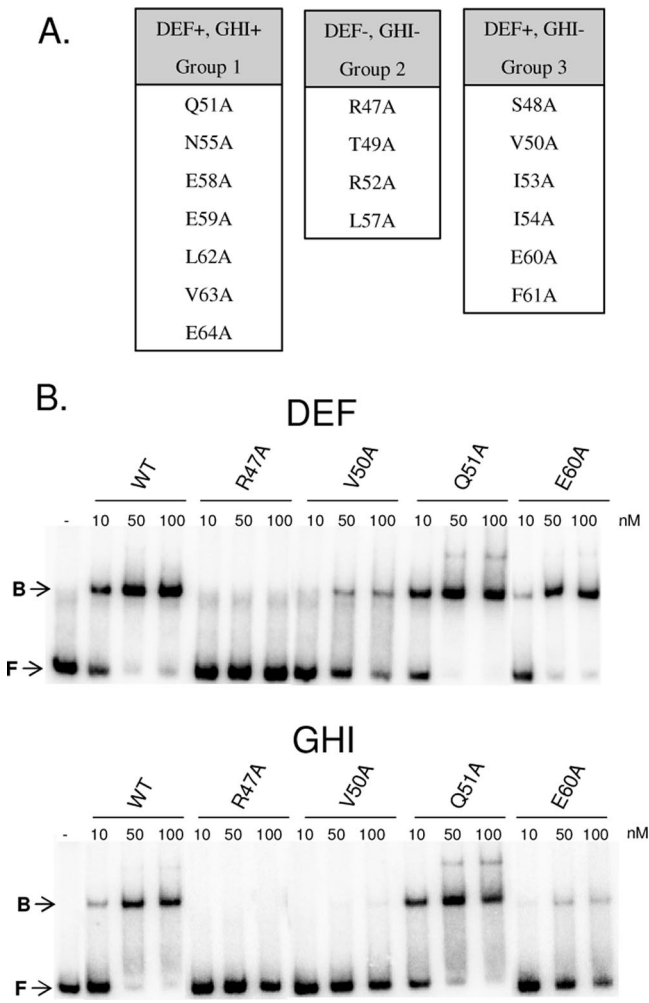 A.
DEF+, GHI+ DEF-, GHI- DEF+, GHI-
Group 1 Group 2 Group 3
Q51A R47A S48A
N55A T49A V50A
E58A R52A I53A
E59A L57A I54A
L62A E60A
V63A F61A
E64A
B.
DEF
WT R47A V50A Q51A E60A
- 10 50 100 10 50 100 10 50 100 10 50 100 10 50 100 nM
B→
F→
GHI
WT R47A V50A Q51A E60A
- 10 50 100 10 50 100 10 50 100 10 50 100 10 50 100 nM
B→
F→